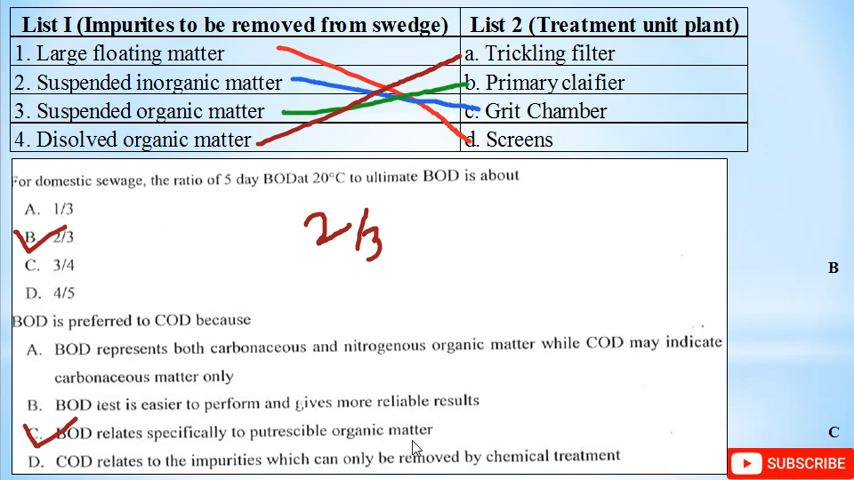 List I (Impurites to be removed from swedge) List 2 (Treatment unit plant)
1. Large floating matter a. Trickling filter
2. Suspended inorganic matter b. Primary claifier
3. Suspended organic matter c. Grit Chamber
4. Disolved organic matter d. Screens
For domestic sewage, the ratio of 5 day BODat 20°C to ultimate BOD is about
A. 1/3
B. 2/3
2/3
C. 3/4
B
D. 4/5
BOD is preferred to COD because
A. BOD represents both carbonaceous and nitrogenous organic matter while COD may indicate
carbonaceous matter only
B. BOD test is easier to perform and gives more reliable results
C. BOD relates specifically to putrescible organic matter
C
D. COD relates to the impurities which can only be removed by chemical treatment
SUBSCRIBE